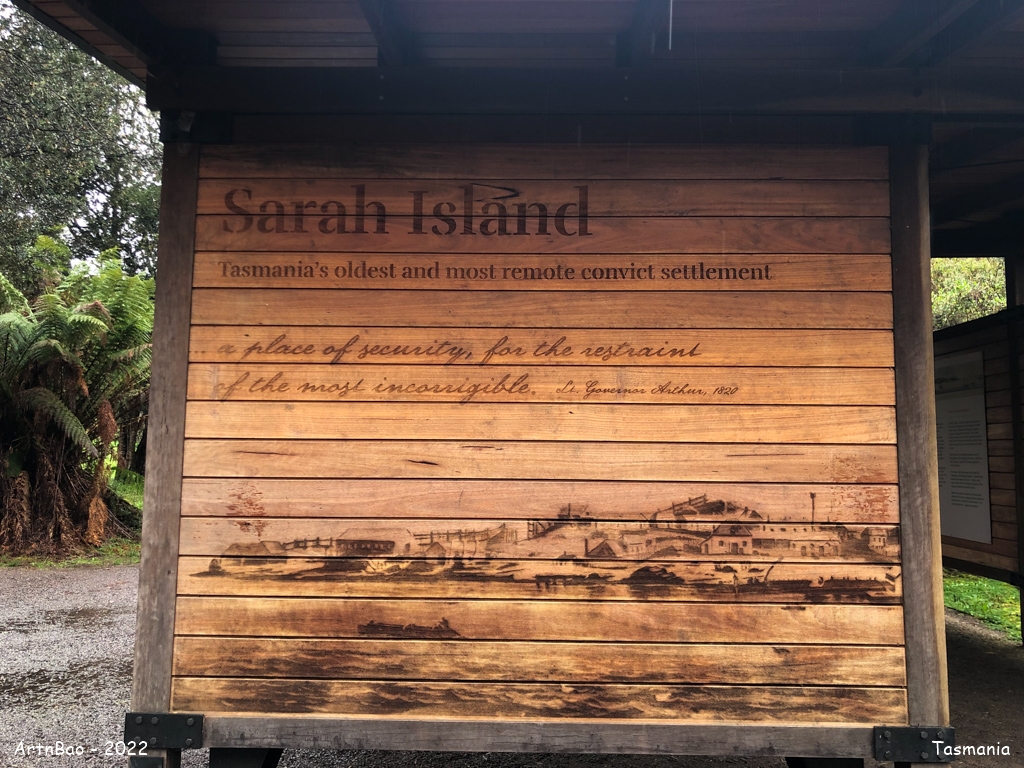 Sarah Island
Tasmania's oldest and most remote convict settlement
a place of security, for the restraint
of the most incorrigible. Lt. Governor Arthur, 1820
ArtnBao - 2022
Tasmania